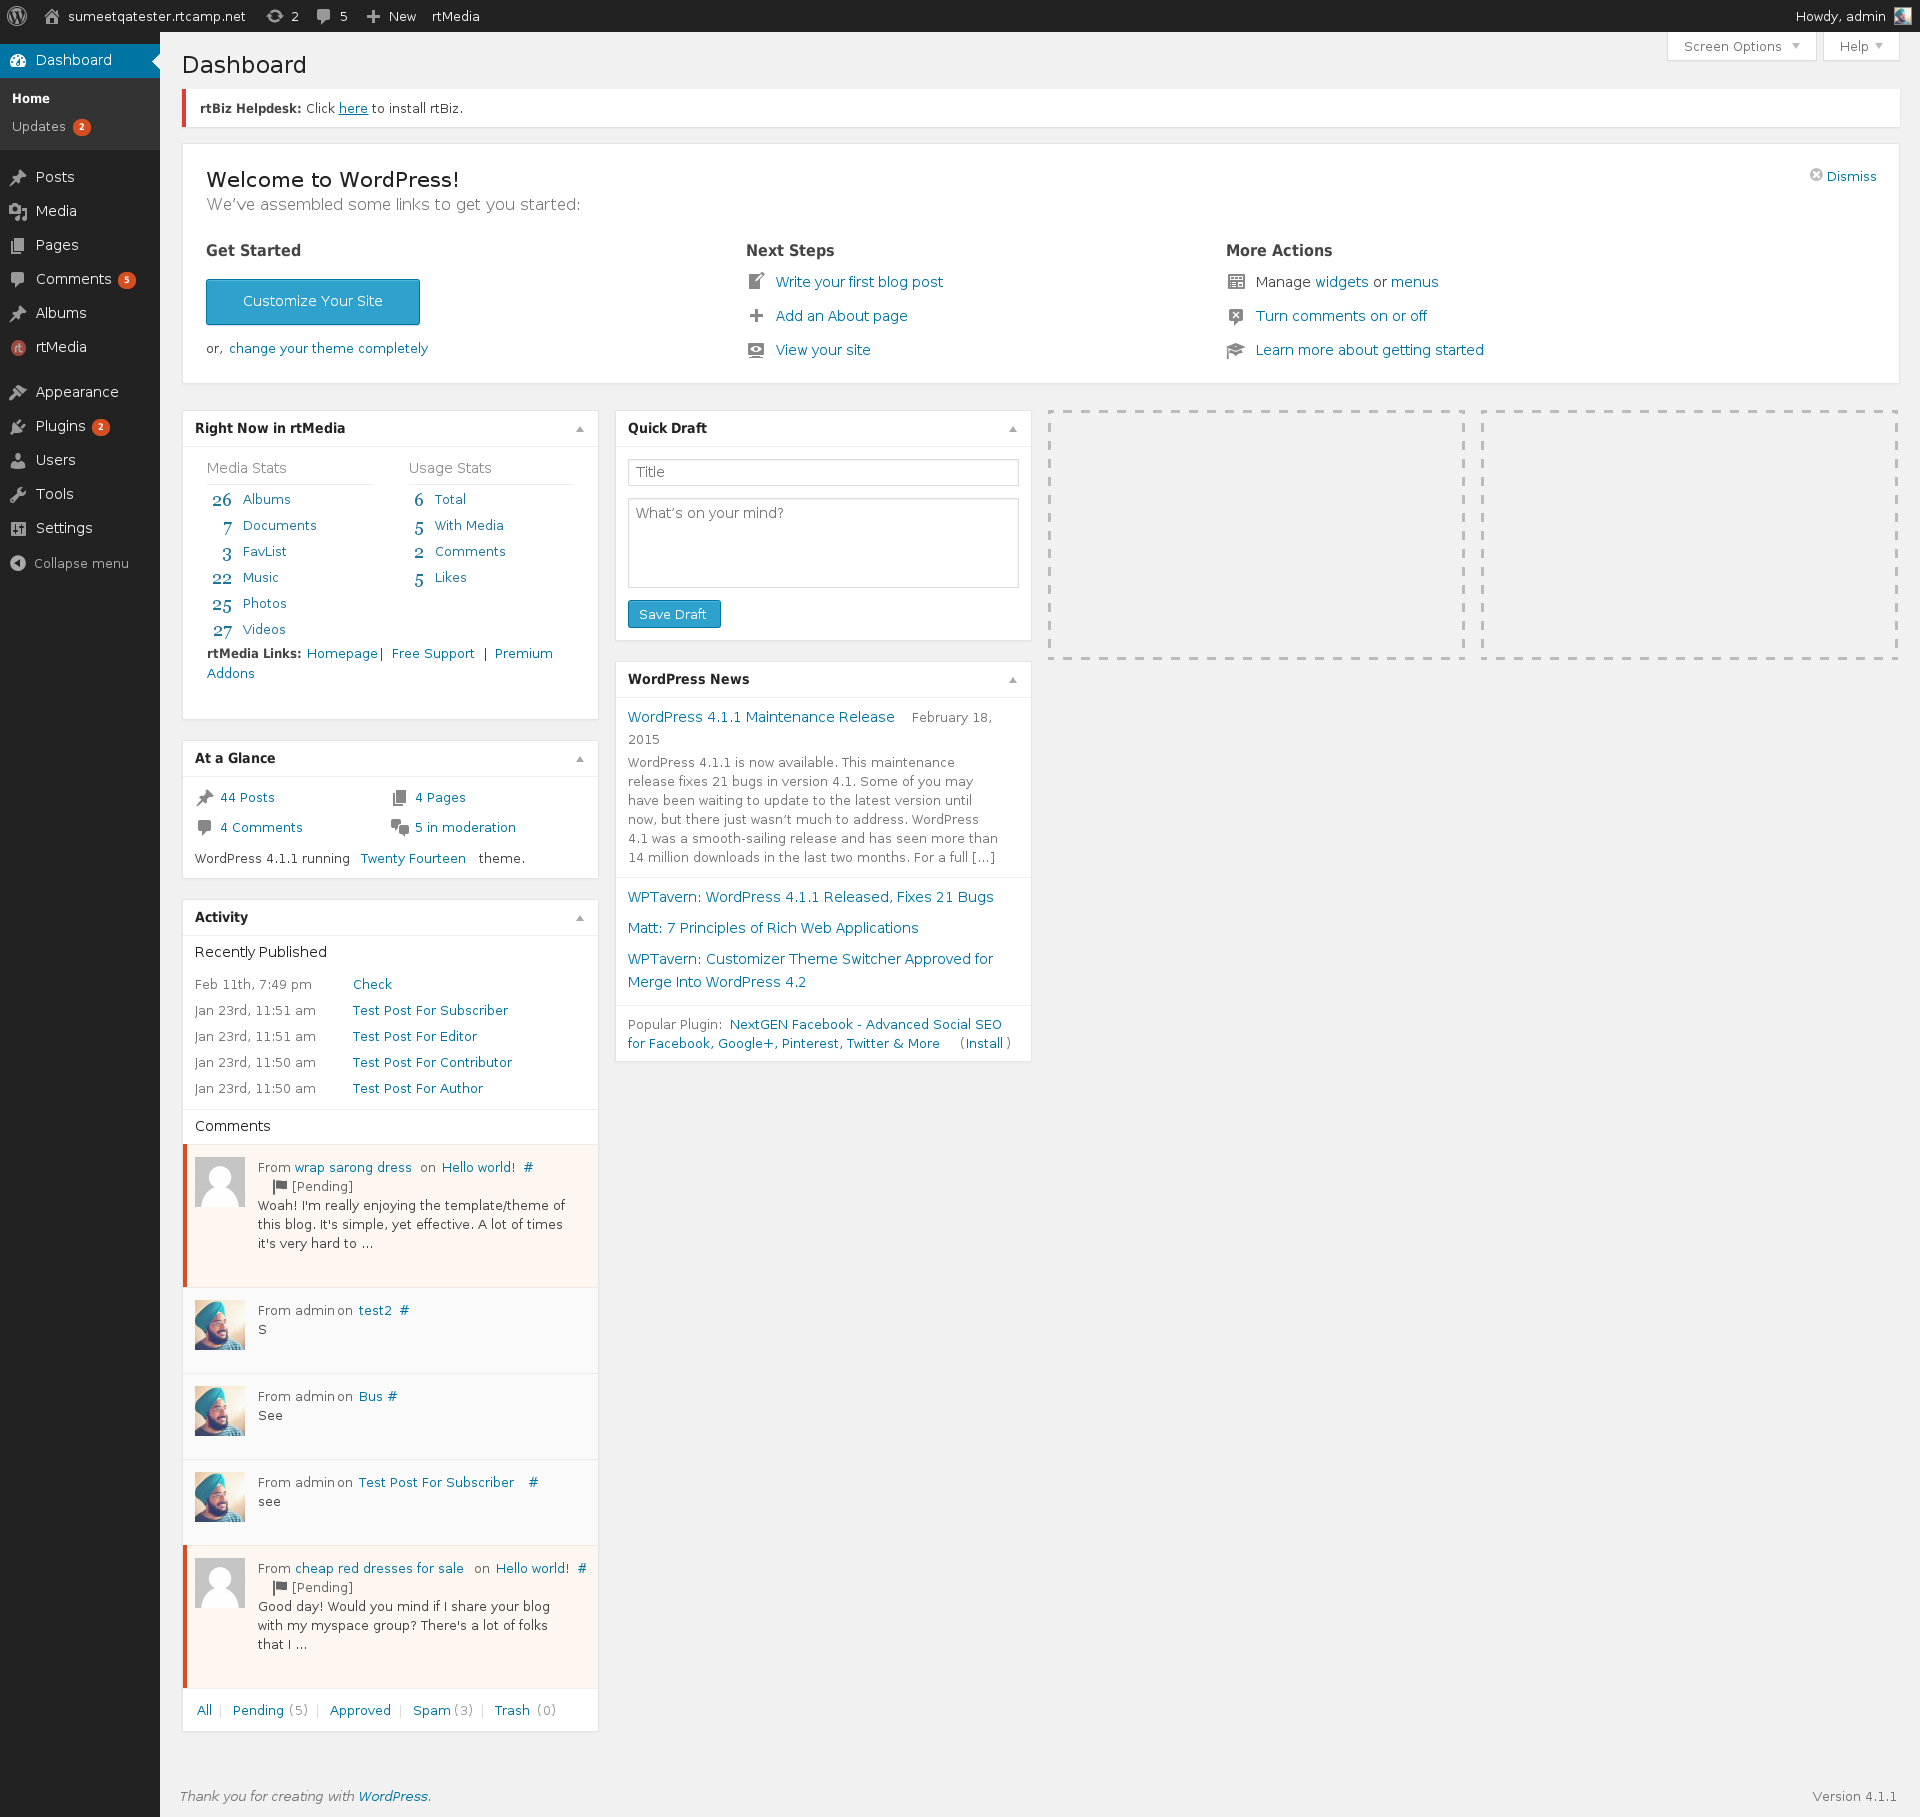 sumeetqatester.rtcamp.net 2 5 New rtMedia Howdy, admin
Dashboard
Home
Updates 2
Posts
Media
Pages
Comments 5
Albums
rtMedia
Appearance
Plugins 2
Users
Tools
Settings
Collapse menu
Screen Options Help
Dashboard
rtBiz Helpdesk: Click here to install rtBiz.
Welcome to WordPress!
Dismiss
We've assembled some links to get you started:
Get Started
Customize Your Site
or, change your theme completely
Next Steps
Write your first blog post
Add an About page
View your site
More Actions
Manage widgets or menus
Turn comments on or off
Learn more about getting started
Right Now in rtMedia
Media Stats
26 Albums
7 Documents
3 FavList
22 Music
25 Photos
27 Videos
Usage Stats
6 Total
5 With Media
2 Comments
5 Likes
rtMedia Links: Homepage | Free Support | Premium
Addons
At a Glance
44 Posts 4 Pages
4 Comments 5 in moderation
WordPress 4.1.1 running Twenty Fourteen theme.
Activity
Recently Published
Feb 11th, 7:49 pm Check
Jan 23rd, 11:51 am Test Post For Subscriber
Jan 23rd, 11:51 am Test Post For Editor
Jan 23rd, 11:50 am Test Post For Contributor
Jan 23rd, 11:50 am Test Post For Author
Comments
From wrap sarong dress on Hello world! #
[Pending]
Woah! I'm really enjoying the template/theme of
this blog. It's simple, yet effective. A lot of times
it's very hard to ...
From admin on test2 #
S
From admin on Bus #
See
From admin on Test Post For Subscriber #
see
From cheap red dresses for sale on Hello world! #
[Pending]
Good day! Would you mind if I share your blog
with my myspace group? There's a lot of folks
that I ...
All | Pending (5) | Approved | Spam (3) | Trash (0)
Quick Draft
Title
What's on your mind?
Save Draft
WordPress News
WordPress 4.1.1 Maintenance Release February 18,
2015
WordPress 4.1.1 is now available. This maintenance
release fixes 21 bugs in version 4.1. Some of you may
have been waiting to update to the latest version until
now, but there just wasn't much to address. WordPress
4.1 was a smooth-sailing release and has seen more than
14 million downloads in the last two months. For a full [...]
WPTavern: WordPress 4.1.1 Released, Fixes 21 Bugs
Matt: 7 Principles of Rich Web Applications
WPTavern: Customizer Theme Switcher Approved for
Merge Into WordPress 4.2
Popular Plugin: NextGEN Facebook - Advanced Social SEO
for Facebook, Google+, Pinterest, Twitter & More (Install)
Thank you for creating with WordPress. Version 4.1.1